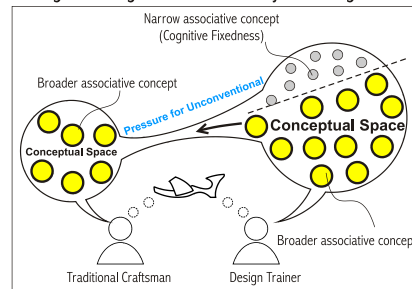 Narrow associative concept
(Cognitive Fixedness)
Broader associative concept
Pressure for Unconventional
Conceptual Space
Conceptual Space
Broader associative concept
Traditional Craftsman
Design Trainer